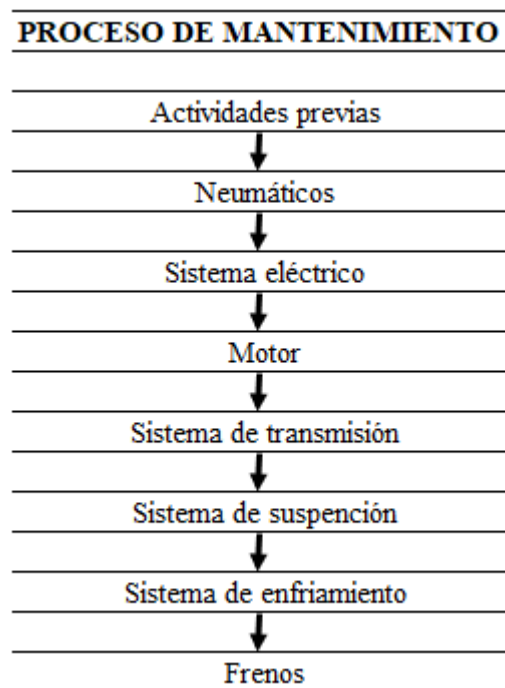 PROCESO DE MANTENIMIENTO
Actividades previas
Neumáticos
Sistema eléctrico
Motor
Sistema de transmisión
Sistema de suspención
Sistema de enfriamiento
Frenos